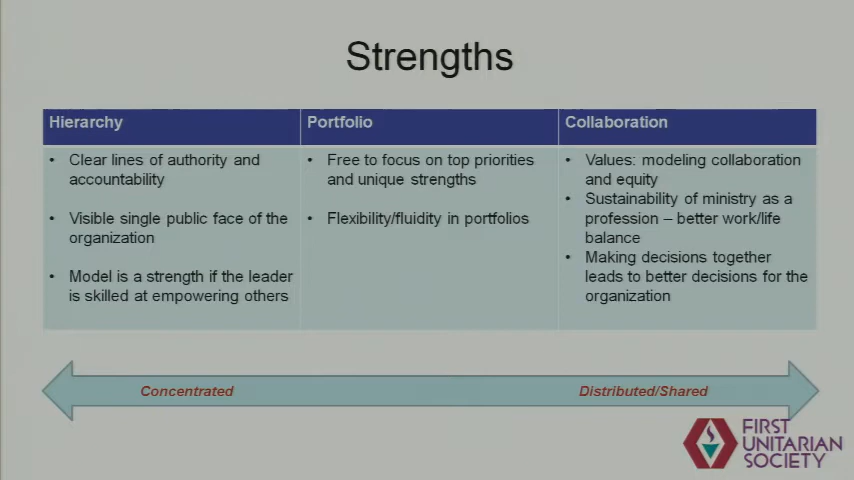 Strengths
Hierarchy
Portfolio
Collaboration
• Clear lines of authority and
accountability
• Visible single public face of the
organization
• Model is a strength if the leader
is skilled at empowering others
• Free to focus on top priorities
and unique strengths
• Flexibility/fluidity in portfolios
• Values: modeling collaboration
and equity
• Sustainability of ministry as a
profession – better work/life
balance
• Making decisions together
leads to better decisions for the
organization
Concentrated
Distributed/Shared
FIRST
UNITARIAN
SOCIETY